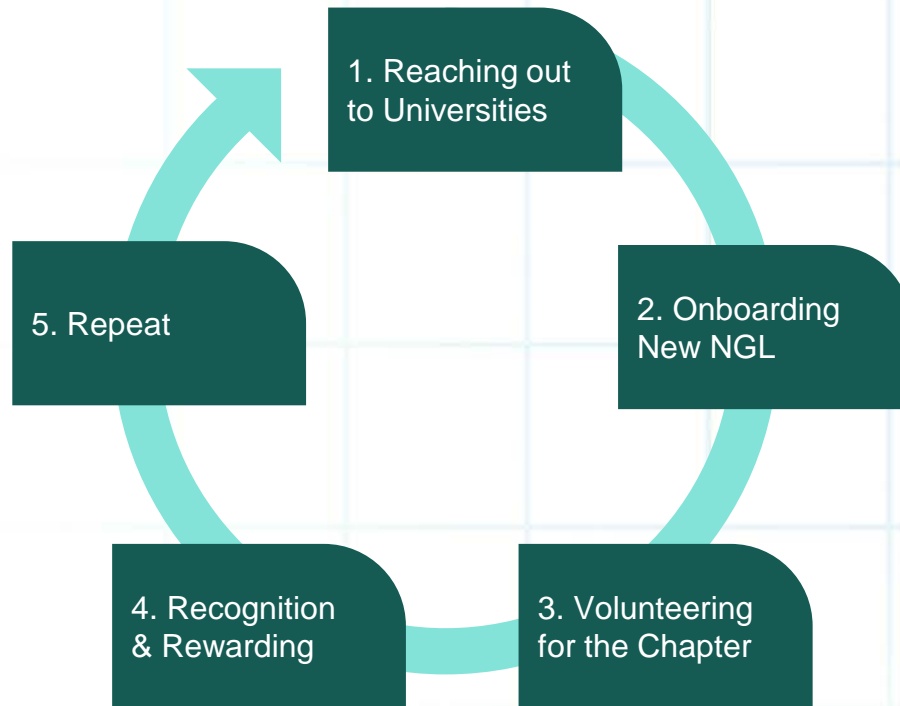 1. Reaching out
to Universities
2. Onboarding
New NGL
3. Volunteering
for the Chapter
4. Recognition
& Rewarding
5. Repeat